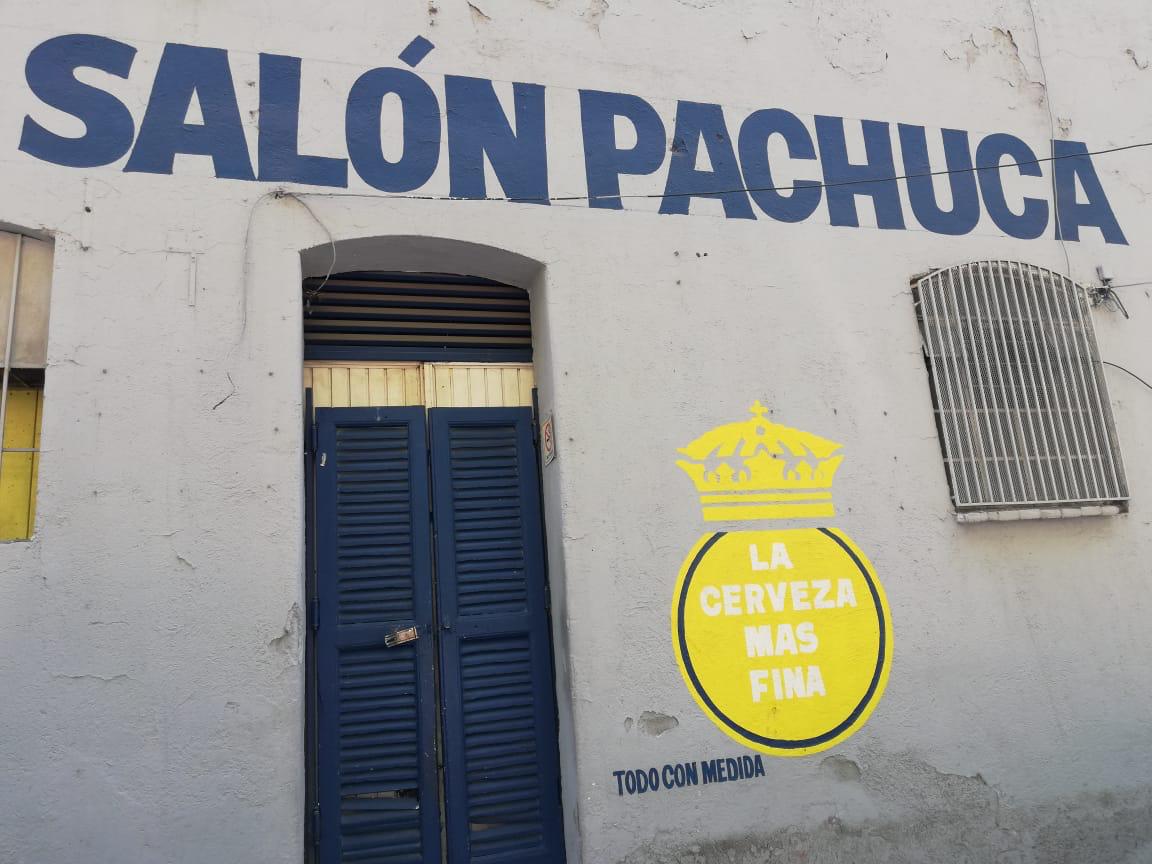 SALÓN PACHUCA
LA
CERVEZA
MAS
FINA
TODO CON MEDIDA